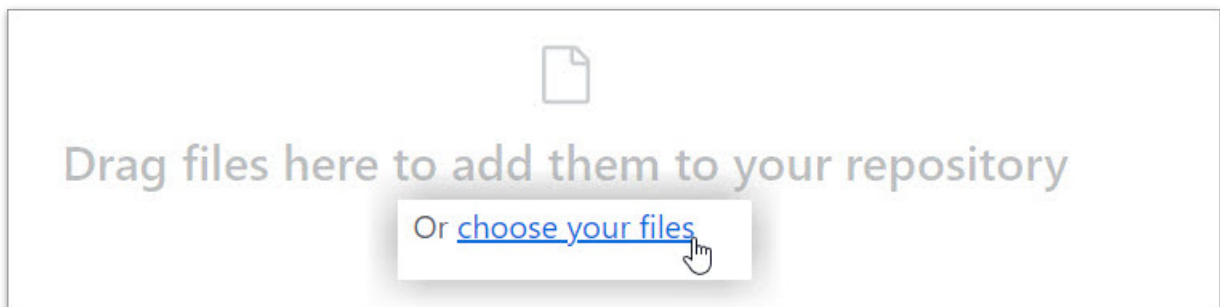 Drag files here to add them to your repository
Or choose your files